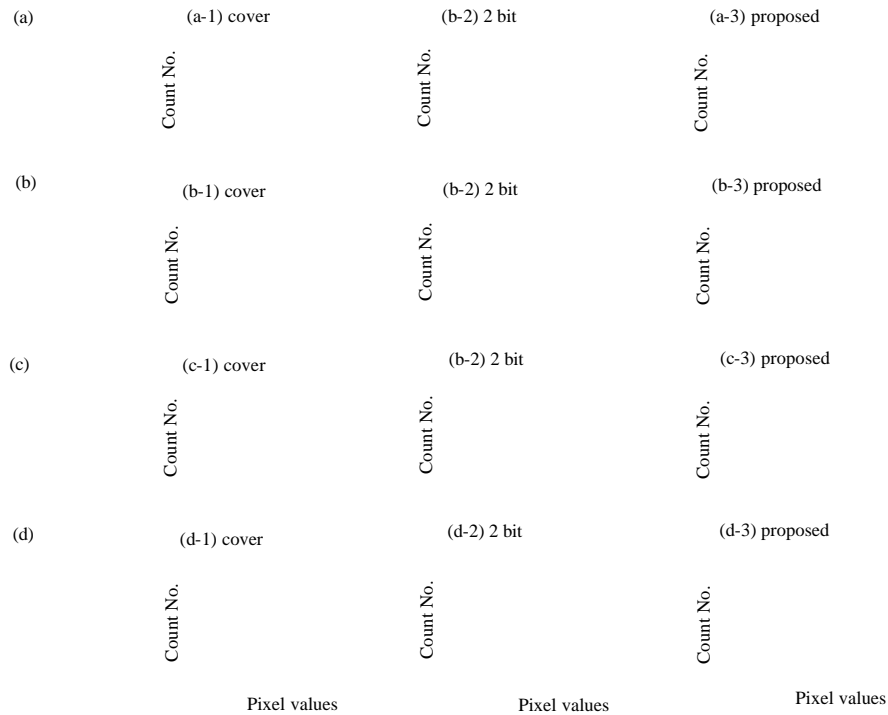 (a)
(a-1) cover
(b-2) 2 bit
(a-3) proposed
Count No.
Count No.
Count No.
(b)
(b-1) cover
(b-2) 2 bit
(b-3) proposed
Count No.
Count No.
Count No.
(c)
(c-1) cover
(b-2) 2 bit
(c-3) proposed
Count No.
Count No.
Count No.
(d)
(d-1) cover
(d-2) 2 bit
(d-3) proposed
Count No.
Count No.
Count No.
Pixel values
Pixel values
Pixel values